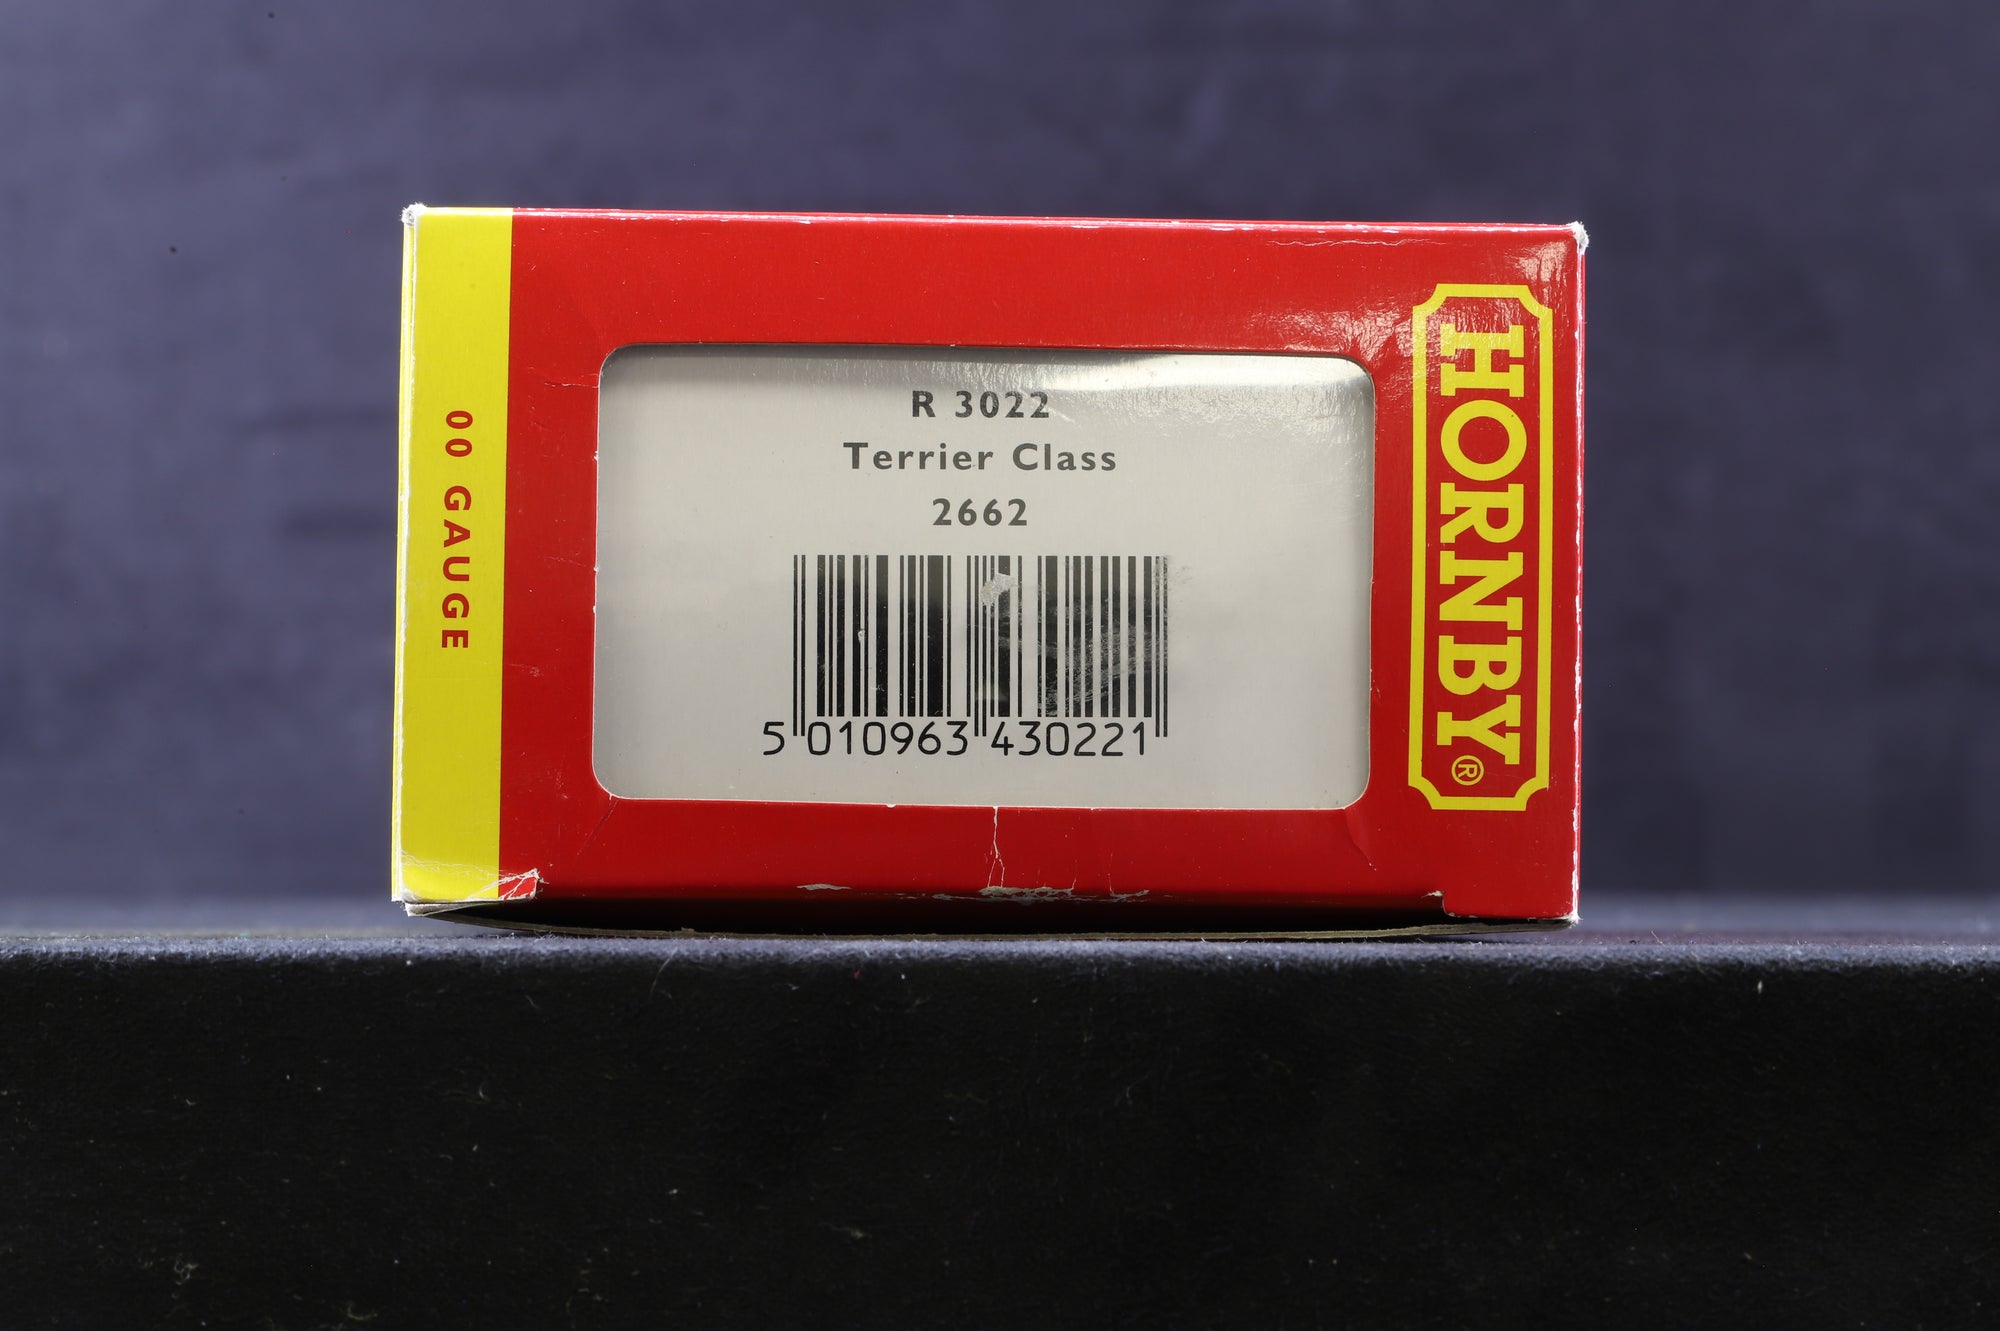 00 GAUGE
R 3022
Terrier Class
2662
5 010963 430221
HORNBY®